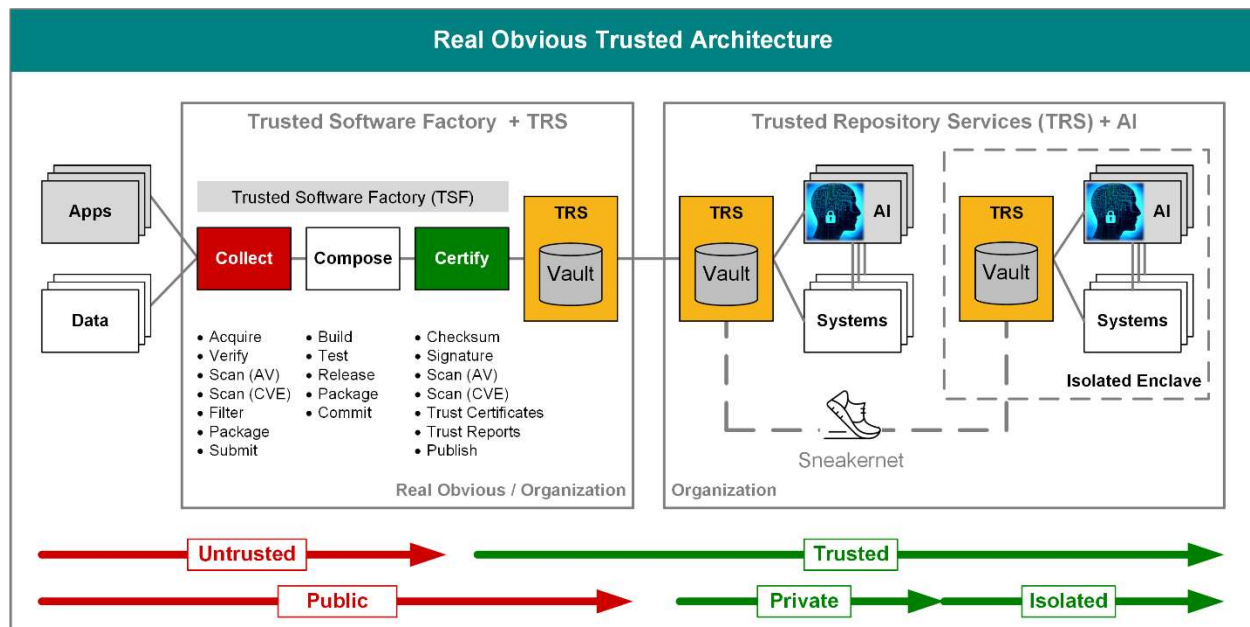 Real Obvious Trusted Architecture
Trusted Software Factory + TRS
Trusted Repository Services (TRS) + AI
Apps
Data
Trusted Software Factory (TSF)
Collect
Compose
Certify
TRS
Vault
• Acquire
• Verify
• Scan (AV)
• Scan (CVE)
• Filter
• Package
• Submit
• Build
• Test
• Release
• Package
• Commit
• Checksum
• Signature
• Scan (AV)
• Scan (CVE)
• Trust Certificates
• Trust Reports
• Publish
Real Obvious / Organization
TRS
Vault
AI
Systems
TRS
Vault
AI
Systems
Isolated Enclave
Sneakernet
Organization
Untrusted
Trusted
Public
Private
Isolated